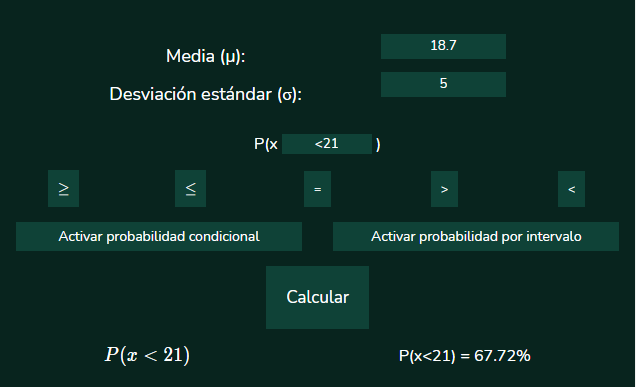 Media (μ): 18.7
Desviación estándar (σ): 5
P(x <21 )
≥ ≤ = > <
Activar probabilidad condicional Activar probabilidad por intervalo
Calcular
P(x < 21) P(x<21) = 67.72%